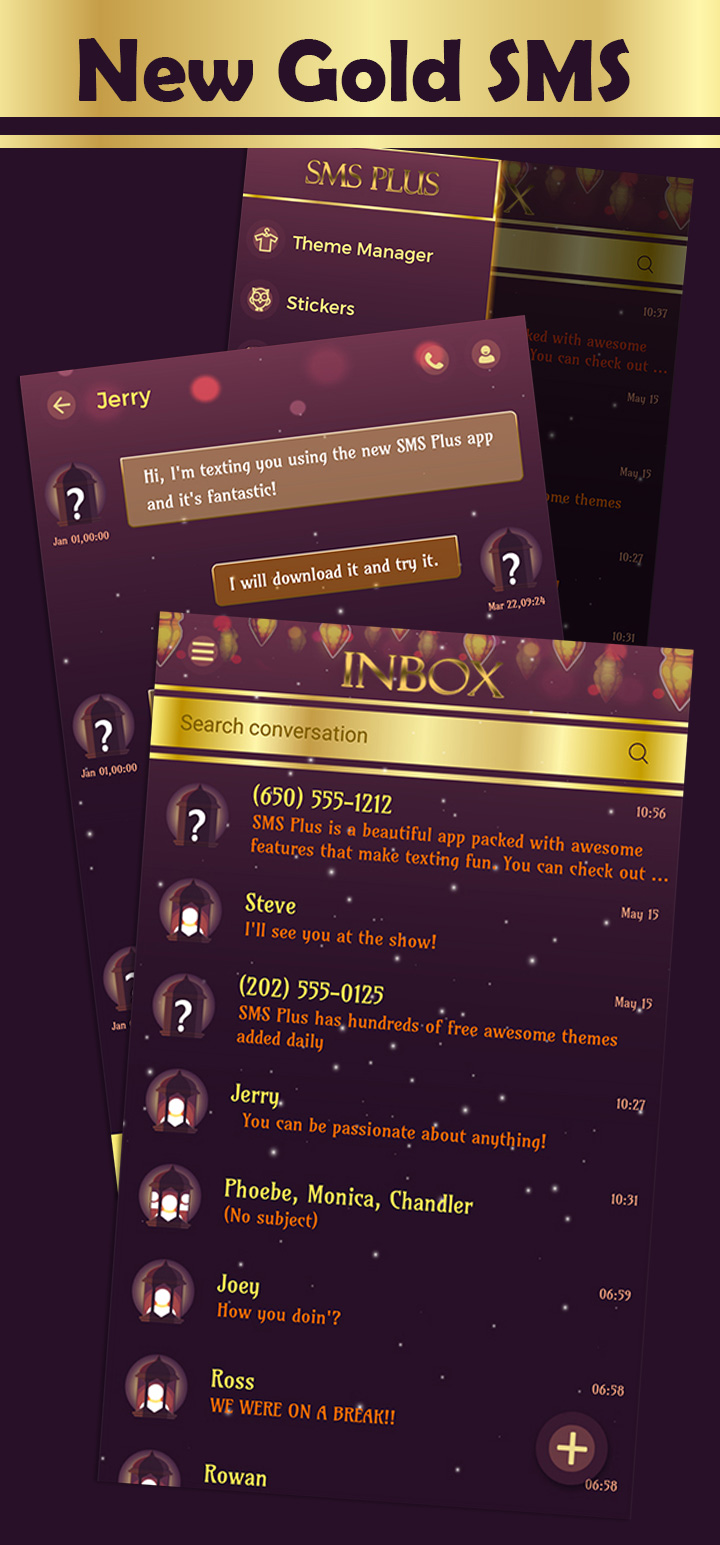 New Gold SMS
SMS PLUS
Theme Manager
Stickers
10:37
ked with awesome
You can check out ...
May 15
May 15
ome themes
10:27
10:31
Jerry
Hi, I'm texting you using the new SMS Plus app
and it's fantastic!
Jan 01,00:00
I will download it and try it.
Mar 22,09:24
Jan 01,00:00
Jan
INBOX
Search conversation
(650) 555-1212
10:56
SMS Plus is a beautiful app packed with awesome
features that make texting fun. You can check out ...
Steve
May 15
I'll see you at the show!
(202) 555-0125
May 15
SMS Plus has hundreds of free awesome themes
added daily
Jerry
10:27
You can be passionate about anything!
Phoebe, Monica, Chandler
10:31
(No subject)
Joey
06:59
How you doin'?
Ross
06:58
WE WERE ON A BREAK!!
Rowan
06:58